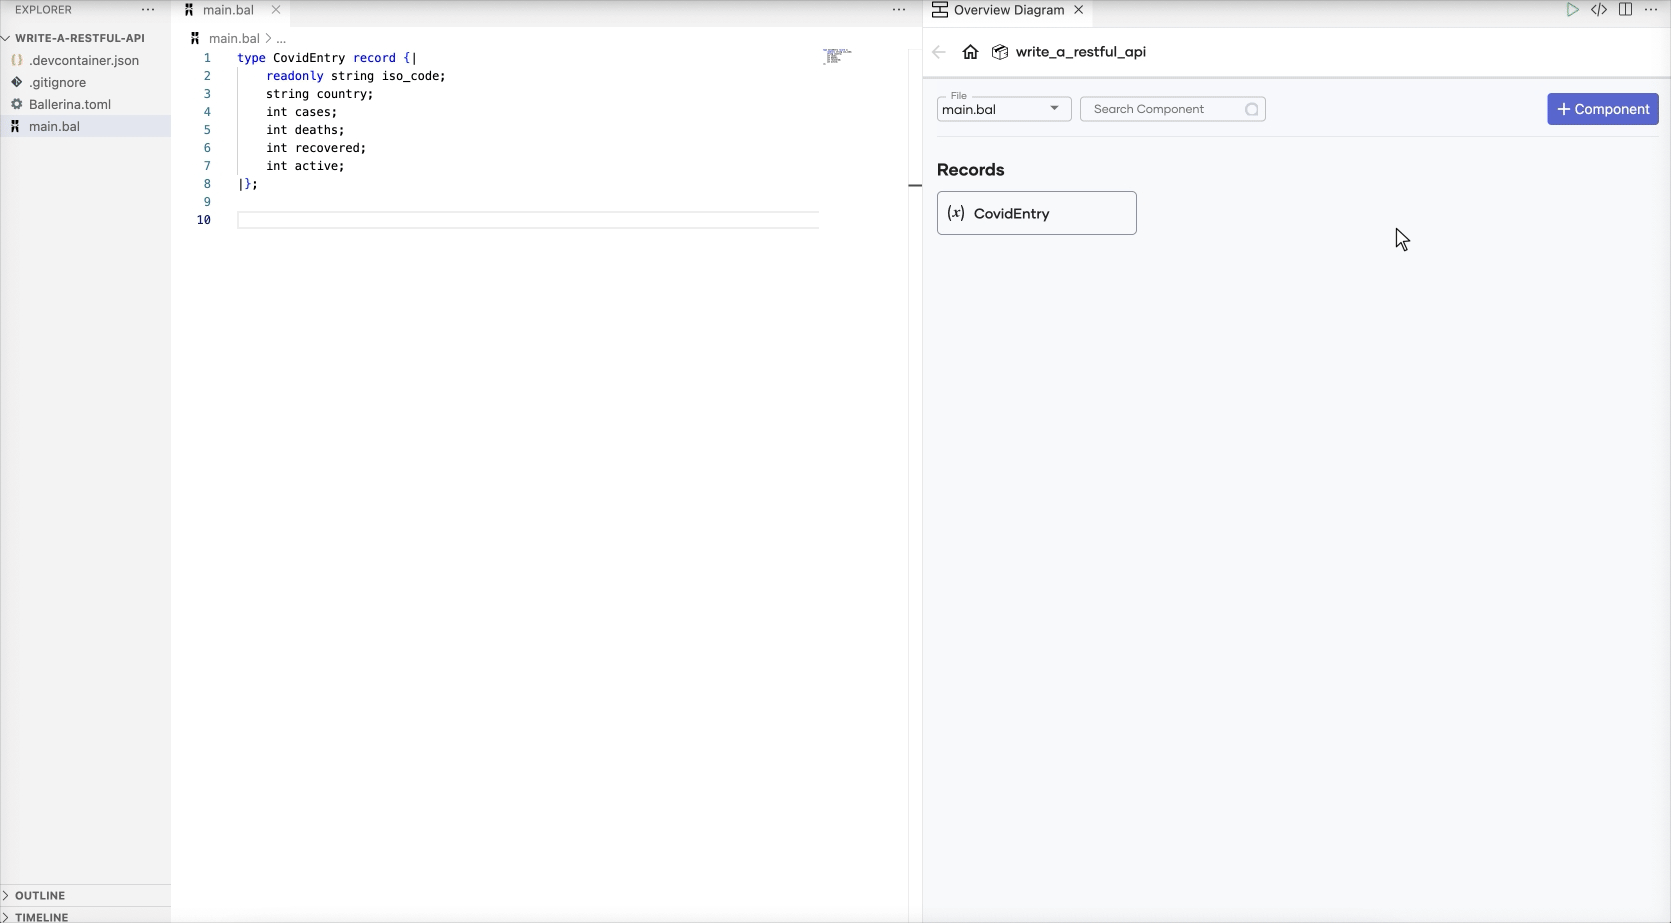 EXPLORER
WRITE-A-RESTFUL-API
.devcontainer.json
.gitignore
Ballerina.toml
main.bal
OUTLINE
TIMELINE
main.bal
main.bal > ...
1 type CovidEntry record {|
2     readonly string iso_code;
3     string country;
4     int cases;
5     int deaths;
6     int recovered;
7     int active;
8 |};
9
10
Overview Diagram
write_a_restful_api
File
main.bal
Search Component
+ Component
Records
(x) CovidEntry